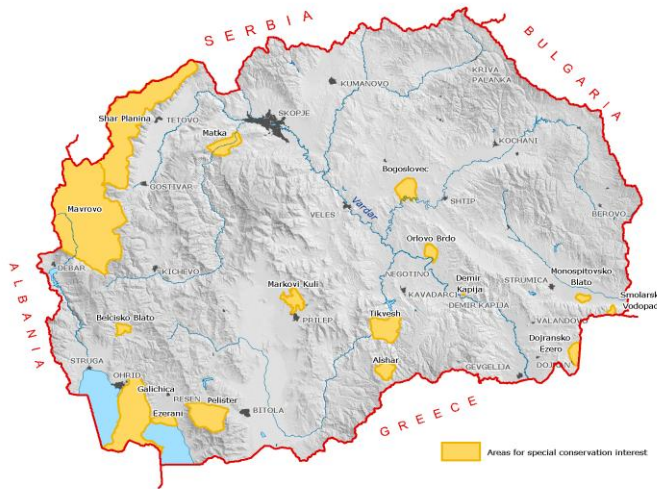 SERBIA
BULGARIA
KUMANOVO
KRIVA
PALANKA
Shar Planina
TETOVO
SKOPJE
Matka
KOCHANI
Bogoslovec
GOSTIVAR
Mavrovo
Vardar
VELES
SHTIP
BEROVO
Orlovo Brdo
ALBANIA
DEBAR
KICHEVO
NEGOTINO
Demir
Kapija
STRUMICA
Monospitovsko
Blato
Markovi Kuli
KAVADARCI
DEMIR KAPIJA
Smolarski
Vodopad
Belcisko Blato
PRILEP
Tikvesh
VALANDOVO
Dojransko
Ezero
STRUGA
OHRID
Alshar
GEVGELIJA
DOJRAN
Galichica
RESEN
Pelister
Ezerani
BITOLA
GREECE
Areas for special conservation interest